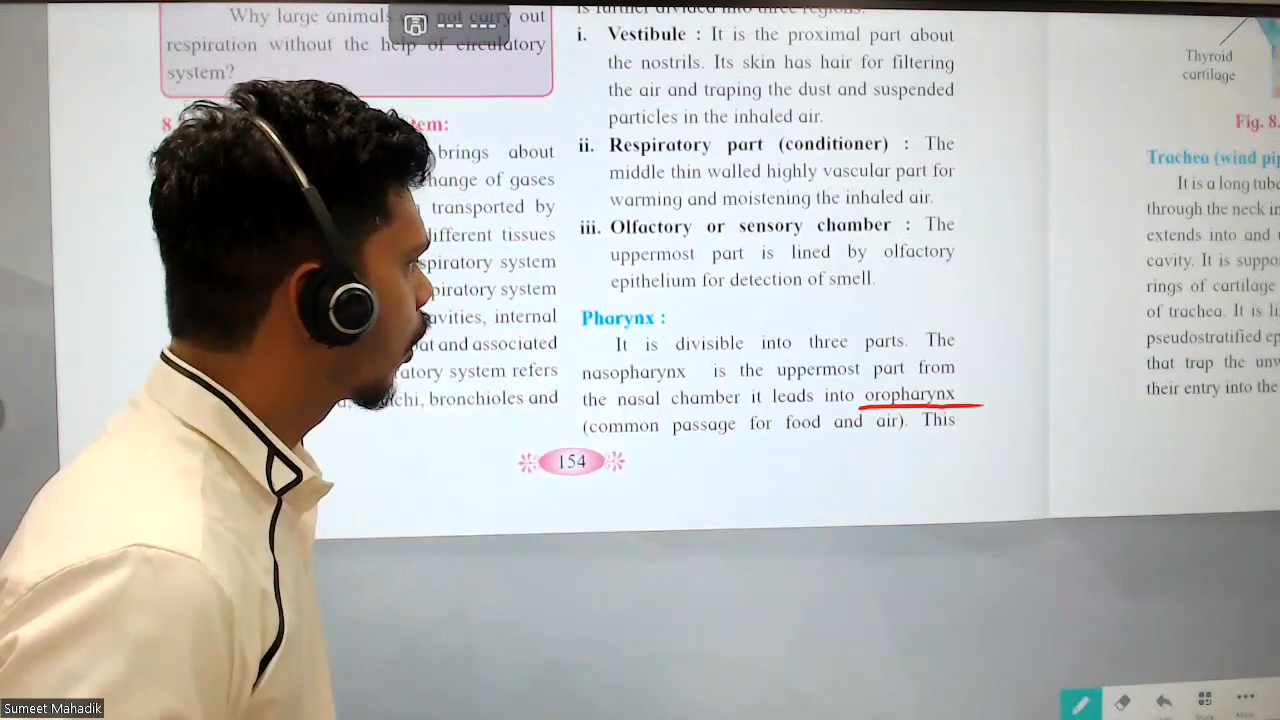 Why large animals can not carry out
respiration without the help of circulatory
system?
8.
tem:
brings about
hange of gases
transported by
ifferent tissues
spiratory system
piratory system
avities, internal
at and associated
ratory system refers
chi, bronchioles and
is further divided into three regions.
i. Vestibule : It is the proximal part about
the nostrils. Its skin has hair for filtering
the air and traping the dust and suspended
particles in the inhaled air.
ii. Respiratory part (conditioner) : The
middle thin walled highly vascular part for
warming and moistening the inhaled air.
iii. Olfactory or sensory chamber : The
uppermost part is lined by olfactory
epithelium for detection of smell.
Pharynx :
It is divisible into three parts. The
nasopharynx is the uppermost part from
the nasal chamber it leads into oropharynx
(common passage for food and air). This
154
Thyroid
cartilage
Fig. 8.
Trachea (wind pip
It is a long tube
through the neck in
extends into and
cavity. It is suppo
rings of cartilage
of trachea. It is li
pseudostratified ep
that trap the unw
their entry into the
Sumeet Mahadik